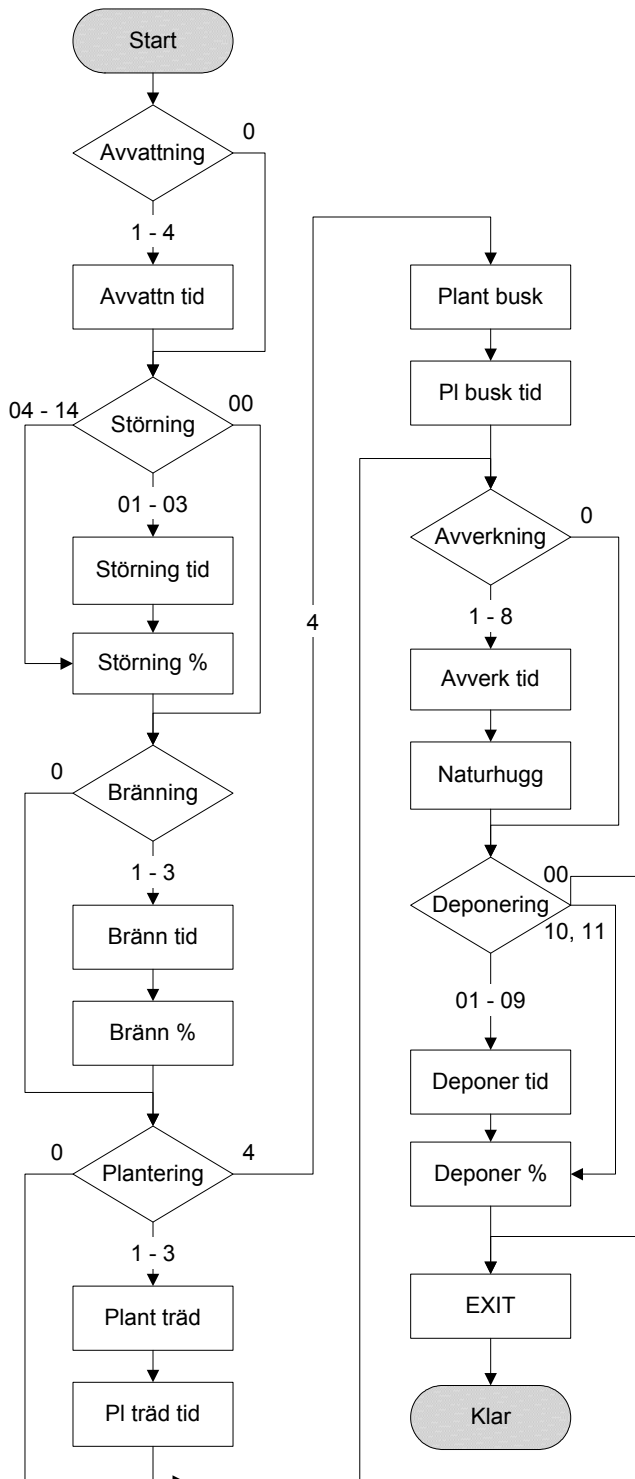 Start
0
Avvattning
1 - 4
Avvattn tid
04 - 14
00
Störning
01 - 03
Störning tid
Störning %
0
Bränning
1 - 3
Bränn tid
Bränn %
0
4
Plantering
1 - 3
Plant träd
Pl träd tid
4
Plant busk
Pl busk tid
0
Avverkning
1 - 8
Avverk tid
Naturhugg
00
Deponering
10, 11
01 - 09
Deponer tid
Deponer %
EXIT
Klar